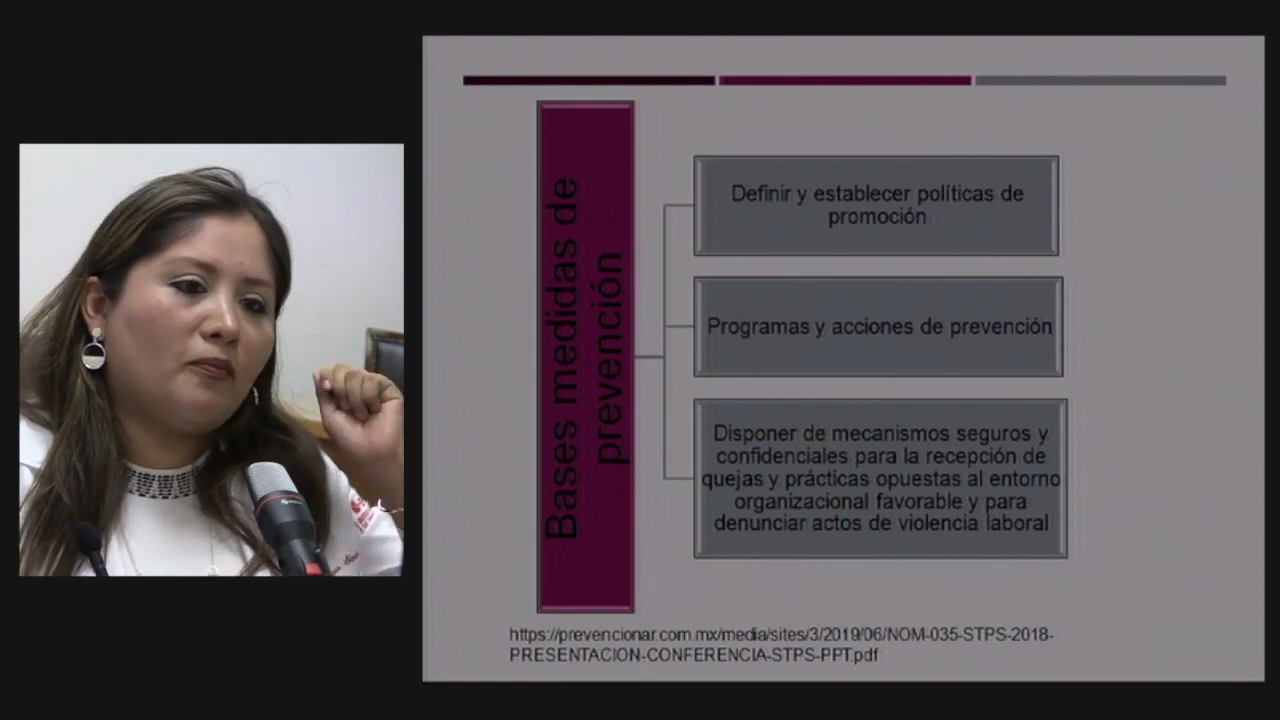 Bases medidas de
prevención
Definir y establecer políticas de
promoción
Programas y acciones de prevención
Disponer de mecanismos seguros y
confidenciales para la recepción de
quejas y prácticas opuestas al entorno
organizacional favorable y para
denunciar actos de violencia laboral
https://prevencionar.com.mx/media/sites/3/2019/06/NOM-035-STPS-2018-
PRESENTACION-CONFERENCIA-STPS-PPT.pdf